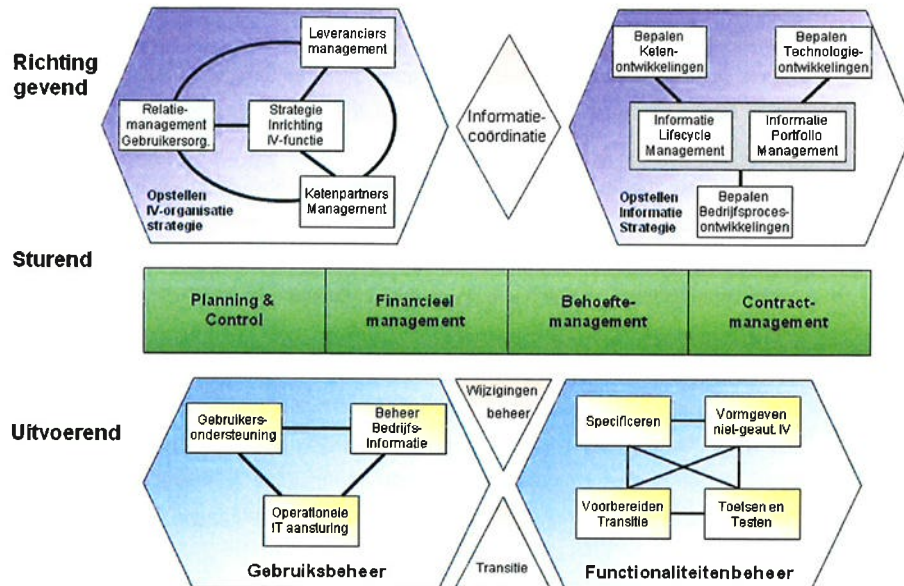 Richting
gevend
Leveranciers
management
Relatie-
management
Gebruikersorg.
Strategie
Inrichting
IV-functie
Ketenpartners
Management
Opstellen
IV-organisatie
strategie
Informatie-
coördinatie
Bepalen
Keten-
ontwikkelingen
Bepalen
Technologie-
ontwikkelingen
Informatie
Lifecycle
Management
Informatie
Portfolio
Management
Bepalen
Bedrijfsproces-
ontwikkelingen
Opstellen
Informatie
Strategie
Sturend
Planning &
Control
Financieel
management
Behoefte-
management
Contract-
management
Uitvoerend
Gebruikers-
ondersteuning
Beheer
Bedrijfs-
informatie
Operationele
IT aansturing
Gebruiksbeheer
Wijzigingen
beheer
Transitie
Specificeren
Vormgeven
niet-geaut. IV
Voorbereiden
Transitie
Toetsen en
Testen
Functionaliteitenbeheer